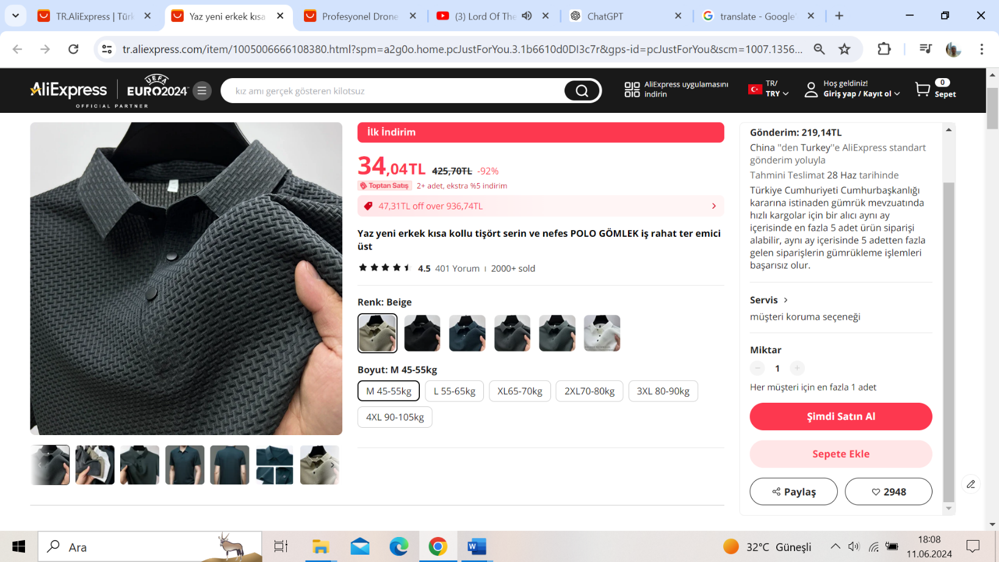 TR.AliExpress | Türk
Yaz yeni erkek kısa
Profesyonel Drone
(3) Lord Of The
ChatGPT
translate - Google'
tr.aliexpress.com/item/1005006666108380.html?spm=a2g0o.home.pcJustForYou.3.1b6610d0DI3c7r&gps-id=pcJustForYou&scm=1007.1356...
AliExpress
UEFA
EURO2024
OFFICIAL PARTNER
kız amı gerçek gösteren kilotsuz
AliExpress uygulamasını
indirin
TR/
TRY
Hoş geldiniz!
Giriş yap / Kayıt ol
0
Sepet
İlk İndirim
34,04TL 425,70TL -92%
Toptan Satış 2+ adet, ekstra %5 indirim
47,31TL off over 936,74TL
Yaz yeni erkek kısa kollu tişört serin ve nefes POLO GÖMLEK iş rahat ter emici
üst
4.5 401 Yorum 2000+ sold
Renk: Beige
Boyut: M 45-55kg
M 45-55kg
L 55-65kg
XL65-70kg
2XL70-80kg
3XL 80-90kg
4XL 90-105kg
Gönderim: 219,14TL
China "den Turkey"e AliExpress standart
gönderim yoluyla
Tahmini Teslimat 28 Haz tarihinde
Türkiye Cumhuriyeti Cumhurbaşkanlığı
kararına istinaden gümrük mevzuatında
hızlı kargolar için bir alıcı aynı ay
içerisinde en fazla 5 adet ürün siparişi
alabilir, aynı ay içerisinde 5 adetten fazla
gelen siparişlerin gümrükleme işlemleri
başarısız olur.
Servis
müşteri koruma seçeneği
Miktar
1
Her müşteri için en fazla 1 adet
Şimdi Satın Al
Sepete Ekle
Paylaş
2948
Ara
W
32°C Güneşli
18:08
11.06.2024